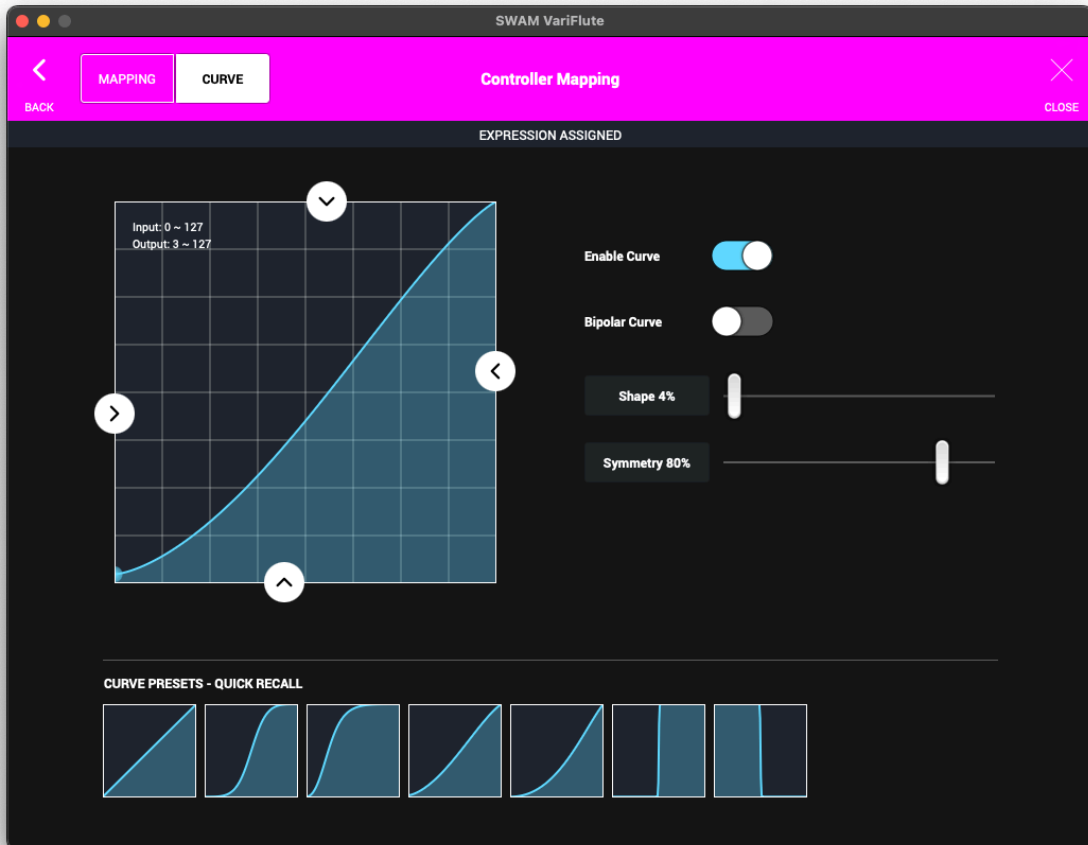 SWAM VariFlute
MAPPING
CURVE
Controller Mapping
BACK
CLOSE
EXPRESSION ASSIGNED
Input: 0 ~ 127
Output: 3 ~ 127
Enable Curve
Bipolar Curve
Shape 4%
Symmetry 80%
CURVE PRESETS - QUICK RECALL